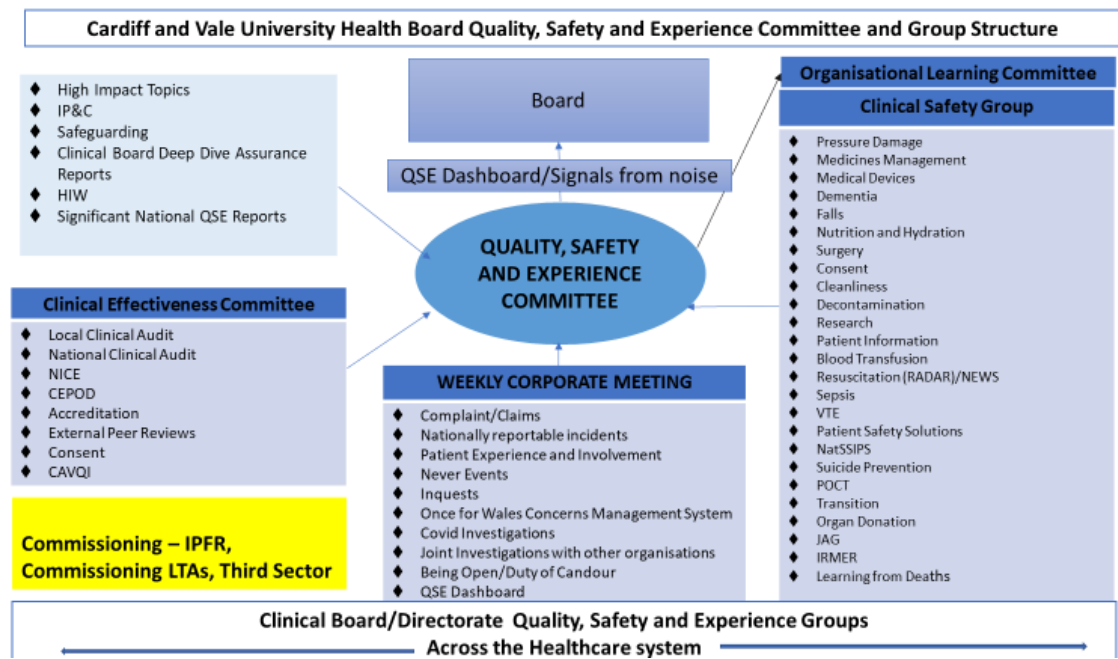 Cardiff and Vale University Health Board Quality, Safety and Experience Committee and Group Structure
High Impact Topics
IP&C
Safeguarding
Clinical Board Deep Dive Assurance
Reports
HIW
Significant National QSE Reports
Board
QSE Dashboard/Signals from noise
QUALITY, SAFETY
AND EXPERIENCE
COMMITTEE
Organisational Learning Committee
Clinical Safety Group
Pressure Damage
Medicines Management
Medical Devices
Dementia
Falls
Nutrition and Hydration
Surgery
Consent
Cleanliness
Decontamination
Research
Patient Information
Blood Transfusion
Resuscitation (RADAR)/NEWS
Sepsis
VTE
Patient Safety Solutions
NatSSIPS
Suicide Prevention
POCT
Transition
Organ Donation
JAG
IRMER
Learning from Deaths
Clinical Effectiveness Committee
Local Clinical Audit
National Clinical Audit
NICE
CEPOD
Accreditation
External Peer Reviews
Consent
CAVQI
WEEKLY CORPORATE MEETING
Complaint/Claims
Nationally reportable incidents
Patient Experience and Involvement
Never Events
Inquests
Once for Wales Concerns Management System
Covid Investigations
Joint Investigations with other organisations
Being Open/Duty of Candour
QSE Dashboard
Commissioning – IPFR,
Commissioning LTAs, Third Sector
Clinical Board/Directorate Quality, Safety and Experience Groups
Across the Healthcare system